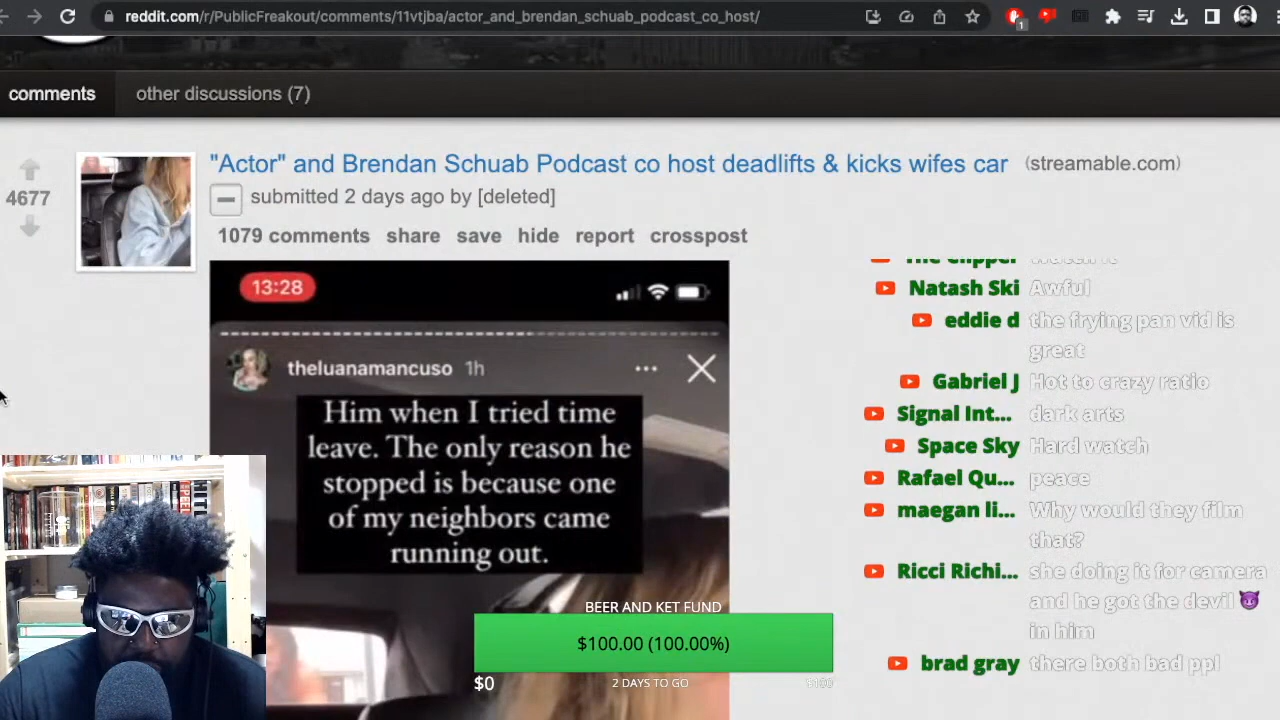 reddit.com/r/PublicFreakout/comments/11vtjba/actor_and_brendan_schuab_podcast_co_host/
1
comments
other discussions (7)
4677
"Actor" and Brendan Schuab Podcast co host deadlifts & kicks wifes car (streamable.com)
submitted 2 days ago by [deleted]
1079 comments share save hide report crosspost
13:28
theluanamancuso 1h
Him when I tried time
leave. The only reason he
stopped is because one
of my neighbors came
running out.
BEER AND KET FUND
$100.00 (100.00%)
$0
2 DAYS TO GO
$100
The Clipper Watch it
Natash Ski Awful
eddie d the frying pan vid is
great
Gabriel J Hot to crazy ratio
Signal Int... dark arts
Space Sky Hard watch
Rafael Qu... peace
maegan li... Why would they film
that?
Ricci Richi... she doing it for camera
and he got the devil 😈
in him
brad gray there both bad ppl